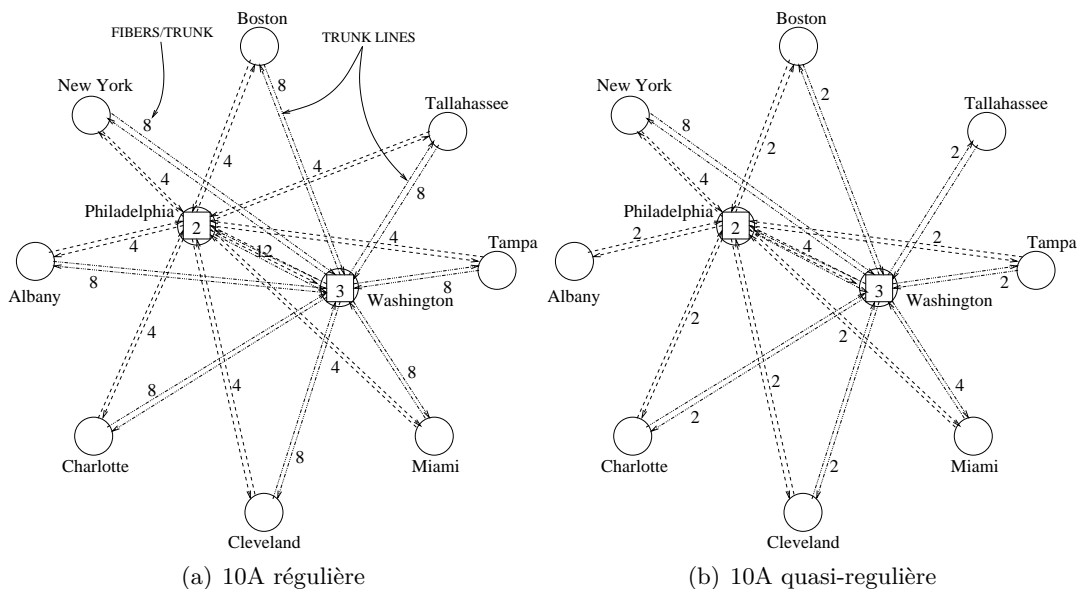 Boston
FIBERS/TRUNK
TRUNK LINES
New York
8
8
Tallahassee
4
4
4
8
Philadelphia
2
12
4
Tampa
4
8
Albany
8
3
Washington
4
8
4
4
8
Charlotte
8
Miami
Cleveland
(a) 10A régulière
Boston
New York
8
2
Tallahassee
2
2
4
Philadelphia
2
4
2
Tampa
2
2
Albany
3
Washington
2
2
2
2
4
Charlotte
2
Miami
Cleveland
(b) 10A quasi-regulière